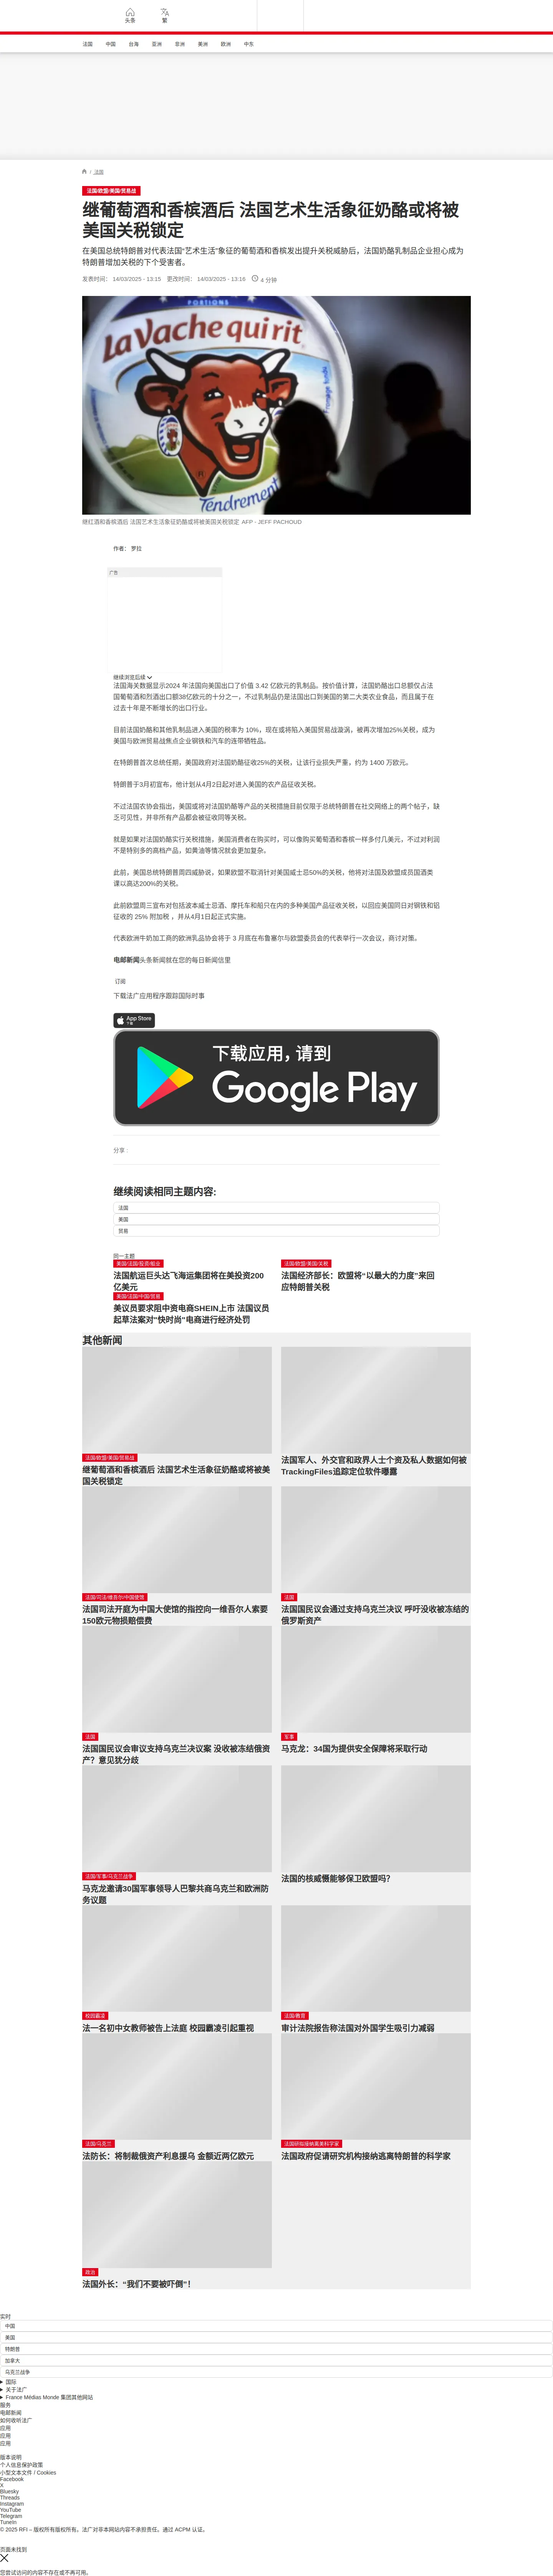 头条
繁
法国
中国
台海
亚洲
非洲
美洲
欧洲
中东
/ 法国
法国/欧盟/美国/贸易战
继葡萄酒和香槟酒后 法国艺术生活象征奶酪或将被
美国关税锁定
在美国总统特朗普对代表法国“艺术生活”象征的葡萄酒和香槟发出提升关税威胁后，法国奶酪乳制品企业担心成为
特朗普增加关税的下个受害者。
发表时间： 14/03/2025 - 13:15 更改时间： 14/03/2025 - 13:16 4 分钟
PORTIONS
La Vache qui rit
Tendrement
继红酒和香槟酒后 法国艺术生活象征奶酪或将被美国关税锁定 AFP - JEFF PACHOUD
作者： 罗拉
广告
继续浏览后续
法国海关数据显示2024 年法国向美国出口了价值 3.42 亿欧元的乳制品。按价值计算，法国奶酪出口总额仅占法
国葡萄酒和烈酒出口额38亿欧元的十分之一，不过乳制品仍是法国出口到美国的第二大类农业食品，而且属于在
过去十年是不断增长的出口行业。
目前法国奶酪和其他乳制品进入美国的税率为 10%，现在或将陷入美国贸易战漩涡，被再次增加25%关税，成为
美国与欧洲贸易战焦点企业钢铁和汽车的连带牺牲品。
在特朗普首次总统任期，美国政府对法国奶酪征收25%的关税，让该行业损失严重，约为 1400 万欧元。
特朗普于3月初宣布，他计划从4月2日起对进入美国的农产品征收关税。
不过法国农协会指出，美国或将对法国奶酪等产品的关税措施目前仅限于总统特朗普在社交网络上的两个帖子，缺
乏可见性，并非所有产品都会被征收同等关税。
就是如果对法国奶酪实行关税措施，美国消费者在购买时，可以像购买葡萄酒和香槟一样多付几美元，不过对利润
不是特别多的高档产品，如黄油等情况就会更加复杂。
此前，美国总统特朗普周四威胁说，如果欧盟不取消针对美国威士忌50%的关税，他将对法国及欧盟成员国酒类
课以高达200%的关税。
此前欧盟周三宣布对包括波本威士忌酒、摩托车和船只在内的多种美国产品征收关税，以回应美国同日对钢铁和铝
征收的 25% 附加税 ，并从4月1日起正式实施。
代表欧洲牛奶加工商的欧洲乳品协会将于 3 月底在布鲁塞尔与欧盟委员会的代表举行一次会议，商讨对策。
电邮新闻头条新闻就在您的每日新闻信里
订阅
下载法广应用程序跟踪国际时事
App Store
下载
下载应用，请到
Google Play
分享 :
继续阅读相同主题内容:
法国
美国
贸易
同一主题
美国/法国/投资/船业
法国航运巨头达飞海运集团将在美投资200
亿美元
法国/欧盟/美国/关税
法国经济部长：欧盟将“以最大的力度”来回
应特朗普关税
美国/法国/中国/贸易
美议员要求阻中资电商SHEIN上市 法国议员
起草法案对“快时尚”电商进行经济处罚
其他新闻
法国/欧盟/美国/贸易战
继葡萄酒和香槟酒后 法国艺术生活象征奶酪或将被美
国关税锁定
法国军人、外交官和政界人士个资及私人数据如何被
TrackingFiles追踪定位软件曝露
法国/司法/维吾尔/中国使馆
法国司法开庭为中国大使馆的指控向一维吾尔人索要
150欧元物损赔偿费
法国
法国国民议会通过支持乌克兰决议 呼吁没收被冻结的
俄罗斯资产
法国
法国国民议会审议支持乌克兰决议案 没收被冻结俄资
产？意见犹分歧
军事
马克龙：34国为提供安全保障将采取行动
法国/军事/乌克兰战争
马克龙邀请30国军事领导人巴黎共商乌克兰和欧洲防
务议题
法国的核威慑能够保卫欧盟吗？
校园霸凌
法一名初中女教师被告上法庭 校园霸凌引起重视
法国/教育
审计法院报告称法国对外国学生吸引力减弱
法国/乌克兰
法防长：将制裁俄资产利息援乌 金额近两亿欧元
法国研拟接纳离美科学家
法国政府促请研究机构接纳逃离特朗普的科学家
政治
法国外长：“我们不要被吓倒”！
实时
中国
美国
特朗普
加拿大
乌克兰战争
国际
关于法广
France Médias Monde 集团其他网站
服务
电邮新闻
如何收听法广
应用
应用
应用
版本说明
个人信息保护政策
小型文本文件 / Cookies
Facebook
X
Bluesky
Threads
Instagram
YouTube
Telegram
TuneIn
© 2025 RFI – 版权所有版权所有。法广对非本网站内容不承担责任。通过 ACPM 认证。
页面未找到
您尝试访问的内容不存在或不再可用。